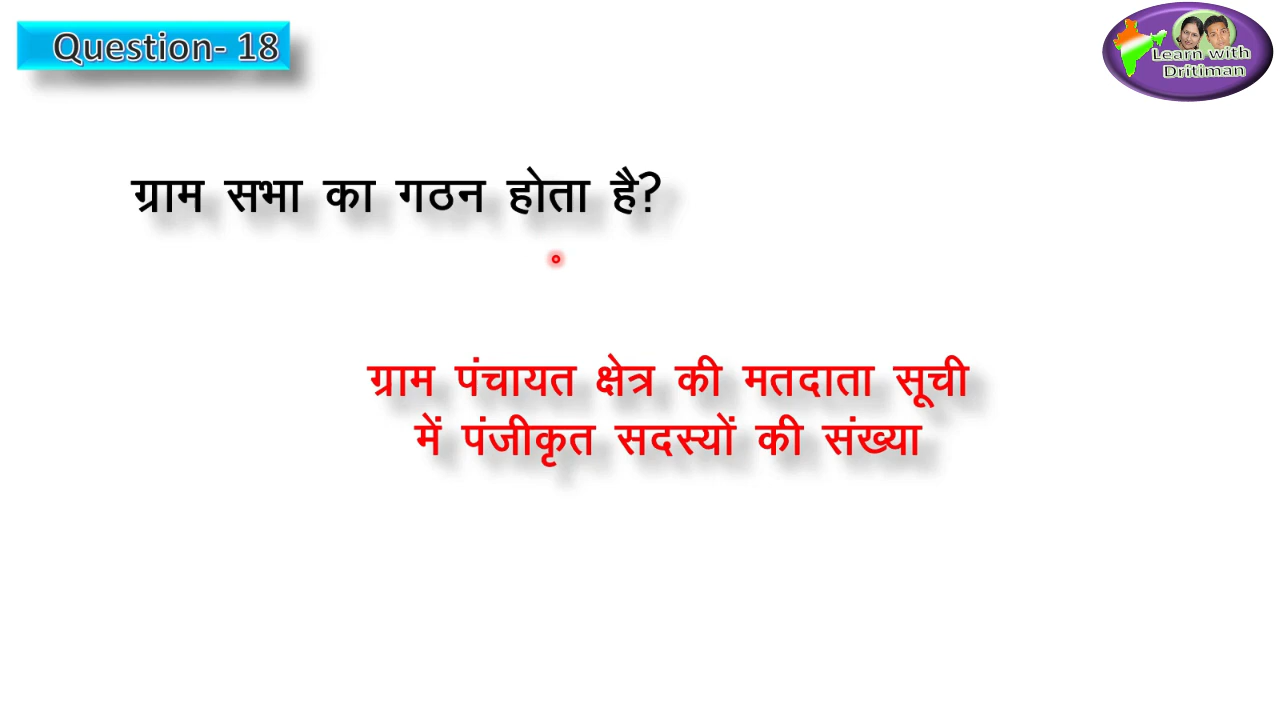 Question- 18
Learn with
Dritiman
ग्राम सभा का गठन होता है?
ग्राम पंचायत क्षेत्र की मतदाता सूची
में पंजीकृत सदस्यों की संख्या